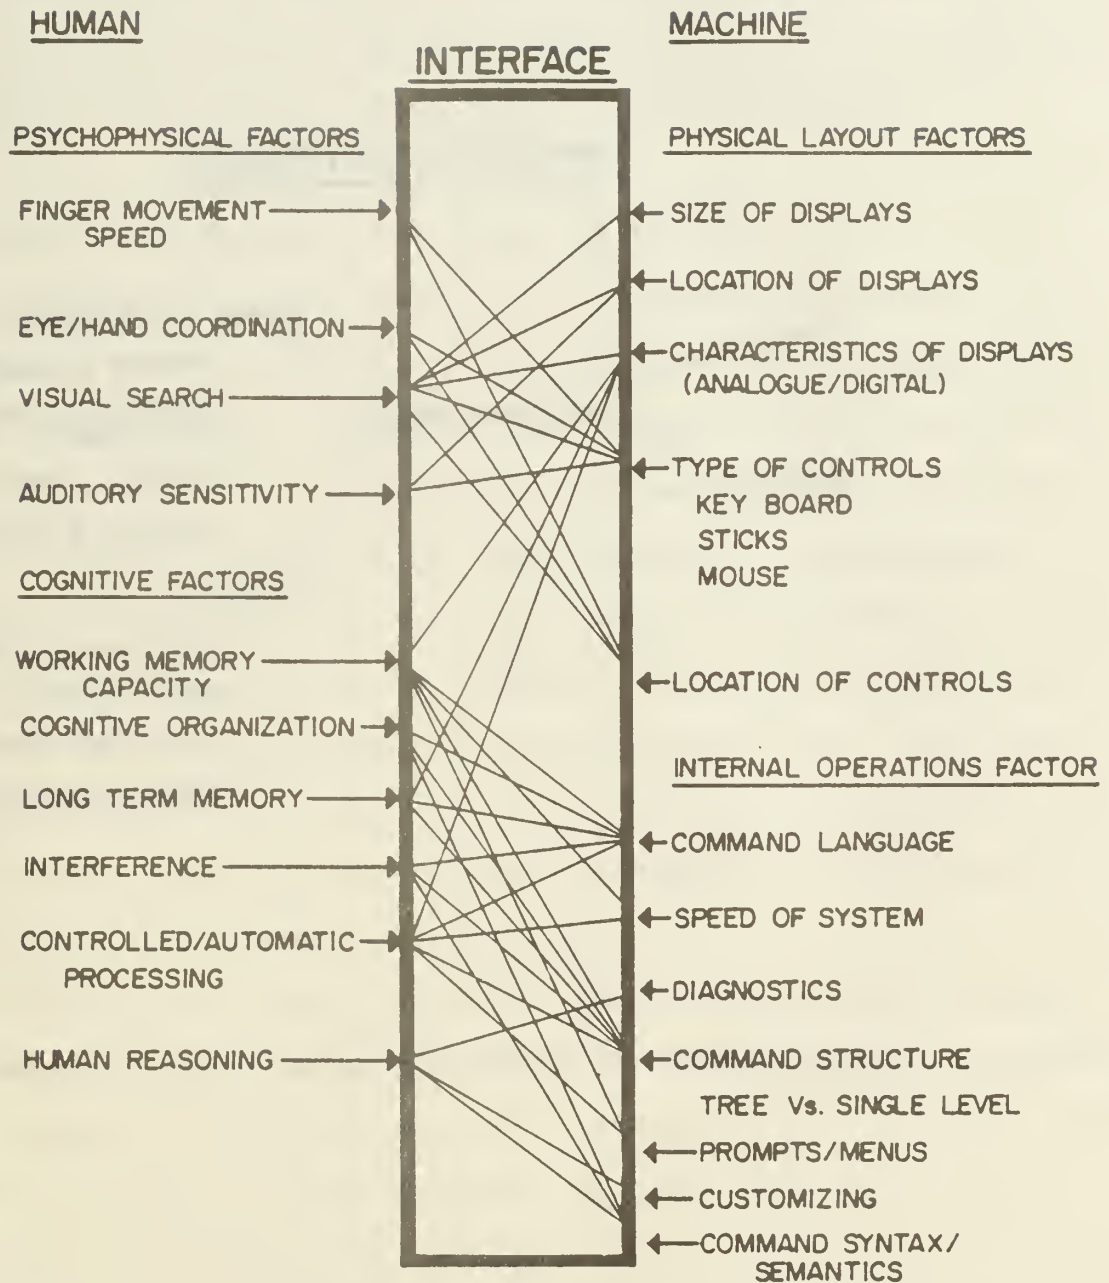 HUMAN
MACHINE
INTERFACE
PSYCHOPHYSICAL FACTORS
FINGER MOVEMENT
SPEED
EYE/HAND COORDINATION
VISUAL SEARCH
AUDITORY SENSITIVITY
COGNITIVE FACTORS
WORKING MEMORY
CAPACITY
COGNITIVE ORGANIZATION
LONG TERM MEMORY
INTERFERENCE
CONTROLLED/AUTOMATIC
PROCESSING
HUMAN REASONING
PHYSICAL LAYOUT FACTORS
SIZE OF DISPLAYS
LOCATION OF DISPLAYS
CHARACTERISTICS OF DISPLAYS
(ANALOGUE/DIGITAL)
TYPE OF CONTROLS
KEY BOARD
STICKS
MOUSE
LOCATION OF CONTROLS
INTERNAL OPERATIONS FACTOR
COMMAND LANGUAGE
SPEED OF SYSTEM
DIAGNOSTICS
COMMAND STRUCTURE
TREE Vs. SINGLE LEVEL
PROMPTS/MENUS
CUSTOMIZING
COMMAND SYNTAX/
SEMANTICS